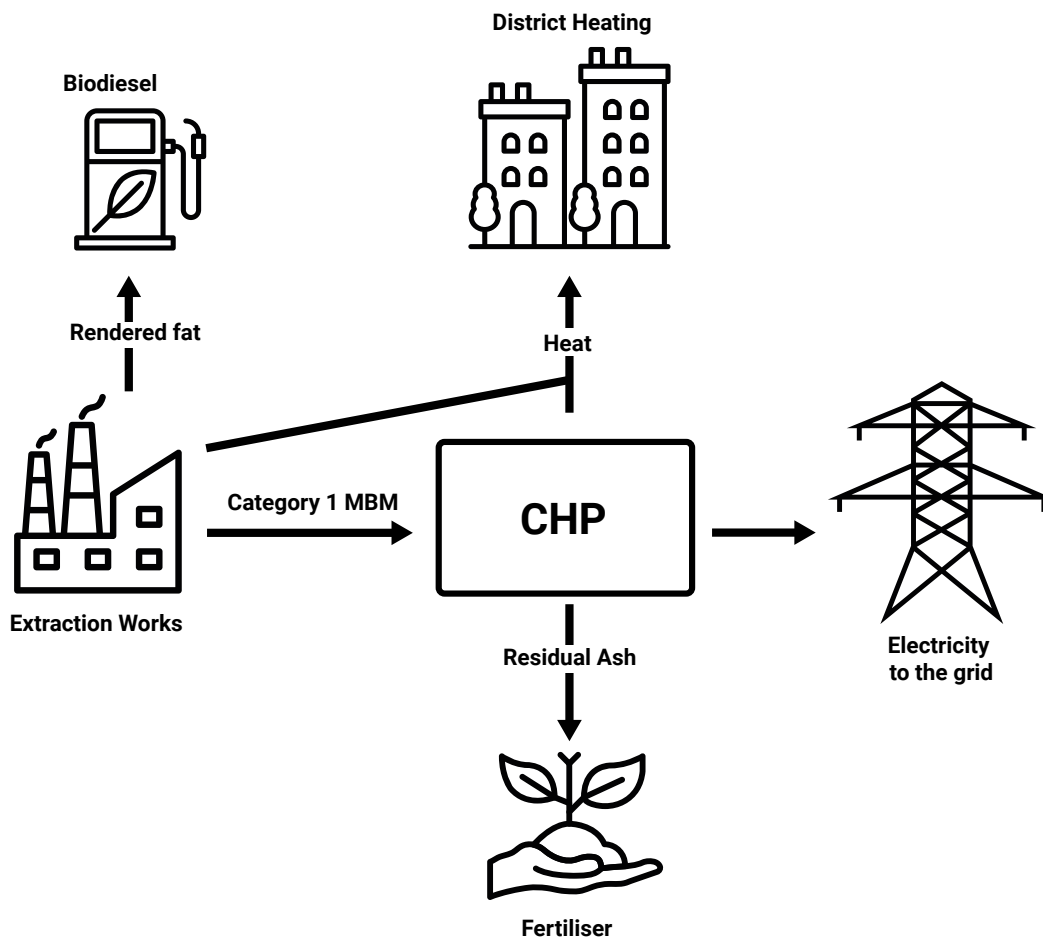 District Heating
Biodiesel
Rendered fat
Heat
Category 1 MBM
CHP
Extraction Works
Residual Ash
Electricity
to the grid
Fertiliser